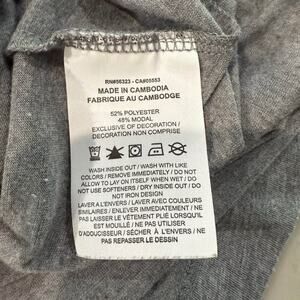 RN#56323 - CA#05553
MADE IN CAMBODIA
FABRIQUE AU CAMBODGE
52% POLYESTER
48% MODAL
EXCLUSIVE OF DECORATION /
DECORATION NON COMPRISE
WASH INSIDE OUT / WASH WITH LIKE
COLORS / REMOVE IMMEDIATELY / DO NOT
ALLOW TO LAY ON ITSELF WHEN WET / DO
NOT USE SOFTENERS / DRY INSIDE OUT / DO
NOT IRON DESIGN
LAVER A L'ENVERS / LAVER AVEC COULEURS
SIMILAIRES / ENLEVER IMMEDIATEMENT / NE
PAS LAISSER LE VÊTEMENT PLIÉ LORSQU'IL
EST MOUILLÉ / NE PAS UTILISER
D'ADOUCISSEUR / SÈCHER À L'ENVERS / NE
PAS REPASSER LE DESSIN